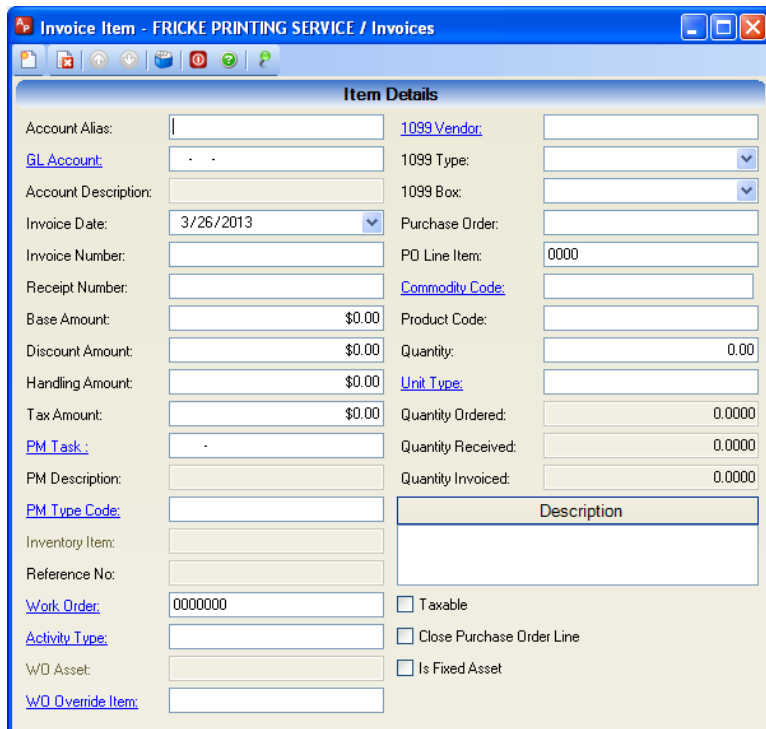 AP Invoice Item - FRICKE PRINTING SERVICE / Invoices
Item Details
Account Alias:
GL Account: - -
Account Description:
Invoice Date: 3/26/2013
Invoice Number:
Receipt Number:
Base Amount: $0.00
Discount Amount: $0.00
Handling Amount: $0.00
Tax Amount: $0.00
PM Task : -
PM Description:
PM Type Code:
Inventory Item:
Reference No:
Work Order: 0000000
Activity Type:
WO Asset:
WO Override Item:
1099 Vendor:
1099 Type:
1099 Box:
Purchase Order:
PO Line Item: 0000
Commodity Code:
Product Code:
Quantity: 0.00
Unit Type:
Quantity Ordered: 0.0000
Quantity Received: 0.0000
Quantity Invoiced: 0.0000
Description
Taxable
Close Purchase Order Line
Is Fixed Asset